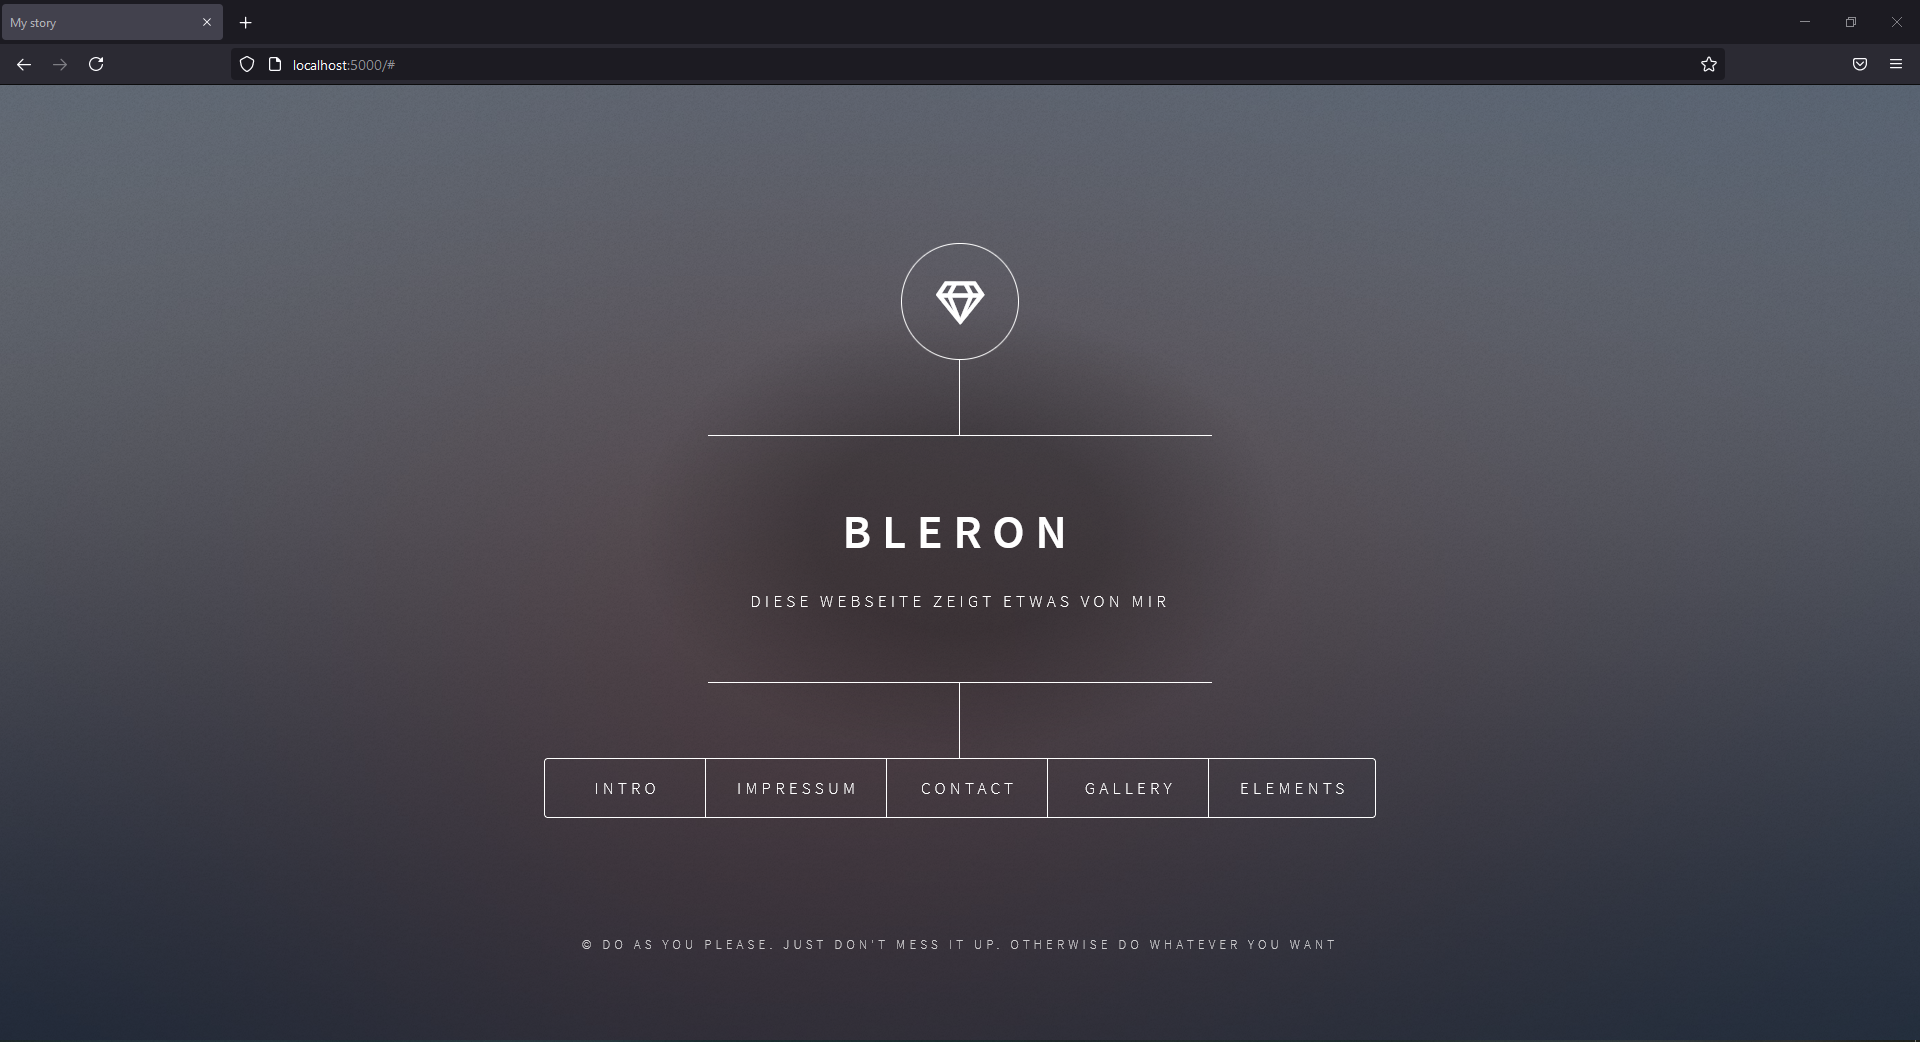 My story
localhost:5000/#
BLERON
DIESE WEBSEITE ZEIGT ETWAS VON MIR
INTRO IMPRESSUM CONTACT GALLERY ELEMENTS
© DO AS YOU PLEASE. JUST DON'T MESS IT UP. OTHERWISE DO WHATEVER YOU WANT